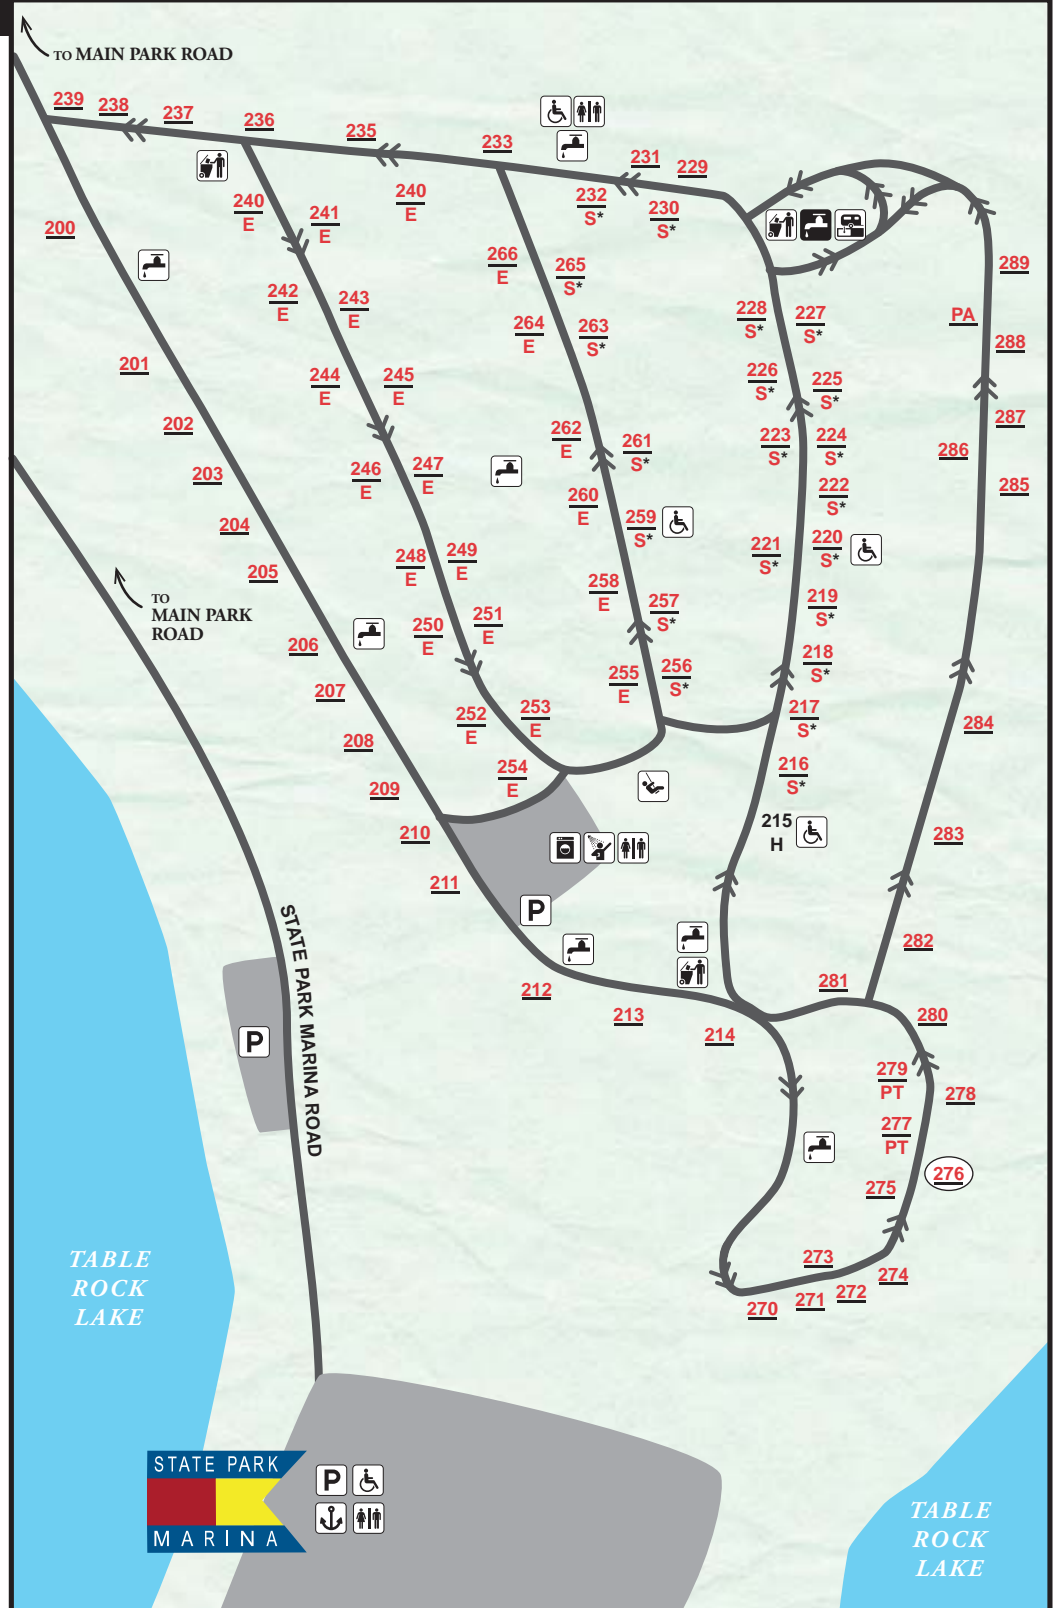 TO MAIN PARK ROAD
239
238
237
236
235
233
231
229
232
S*
230
S*
240
E
241
E
240
E
200
266
E
265
S*
289
242
E
243
E
264
E
263
S*
228
S*
227
S*
PA
288
201
244
E
245
E
226
S*
225
S*
202
262
E
261
S*
223
S*
224
S*
287
286
203
246
E
247
E
222
S*
285
204
260
E
259
S*
221
S*
220
S*
205
248
E
249
E
258
E
257
S*
219
S*
TO
MAIN PARK
ROAD
206
250
E
251
E
218
S*
207
255
E
256
S*
217
S*
284
208
252
E
253
E
254
E
216
S*
209
210
215
H
283
211
P
282
STATE PARK MARINA ROAD
212
213
214
281
280
P
279
PT
278
277
PT
276
275
273
274
272
271
270
TABLE
ROCK
LAKE
STATE PARK
MARINA
P
TABLE
ROCK
LAKE